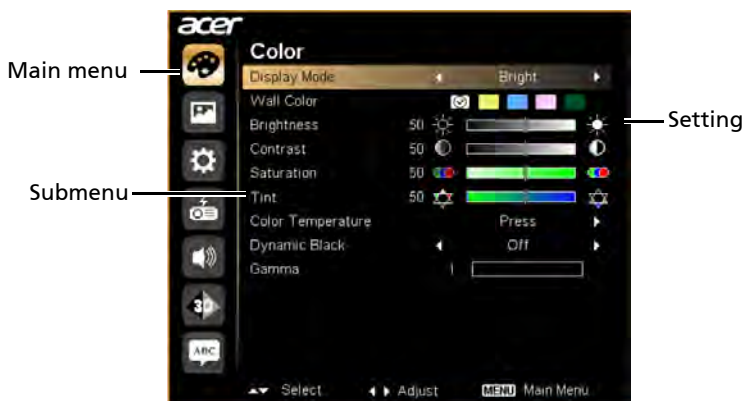 acer
Color
Main menu
Display Mode Bright
Wall Color
Setting
Brightness 50
Contrast 50
Saturation 50
Submenu
Tint 50
Color Temperature Press
Dynamic Black Off
Gamma
3D
ABC
Select Adjust MENU Main Menu